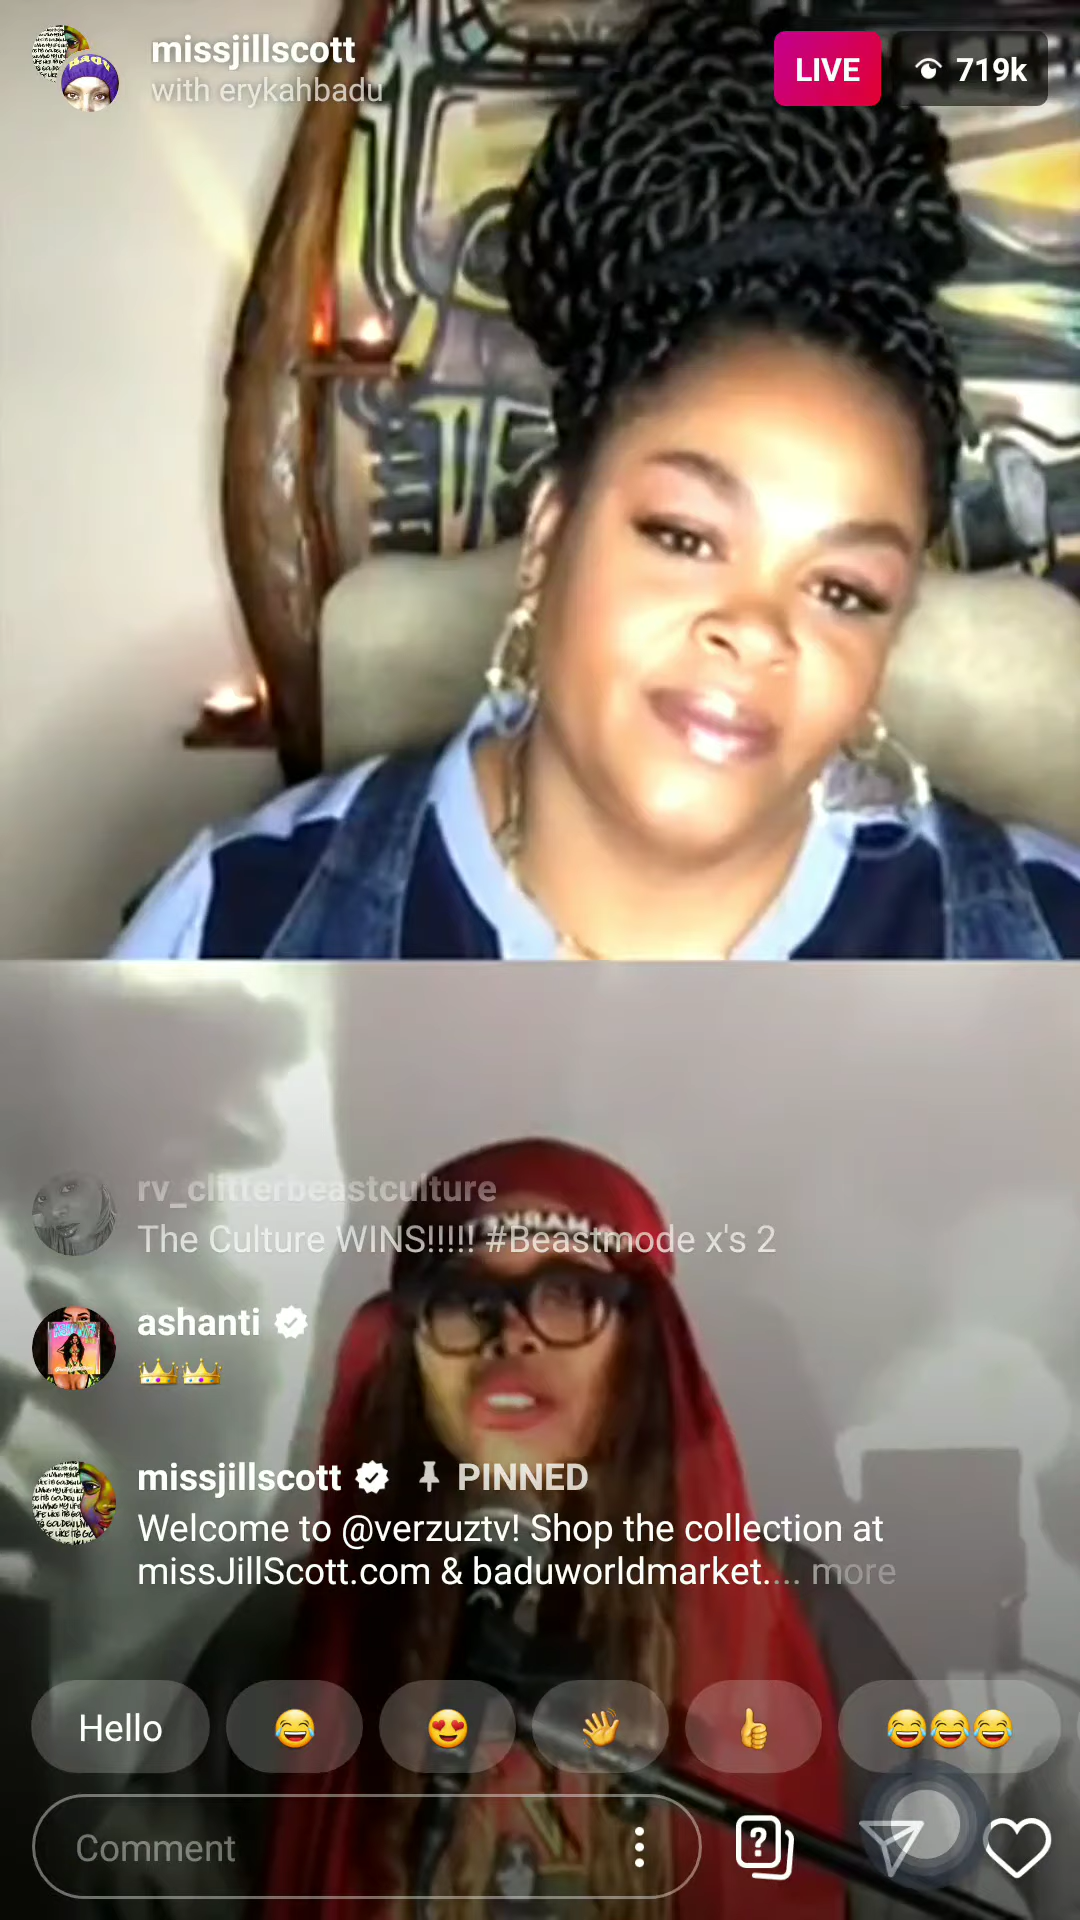 missjillscott
with erykahbadu
LIVE
719k
rv_clitterbeastculture
The Culture WINS!!!!! #Beastmode x's 2
ashanti
👑👑
missjillscott PINNED
Welcome to @verzuztv! Shop the collection at
missJillScott.com & baduworldmarket.... more
Hello 😂 😍 👋 👍 😂😂😂
Comment